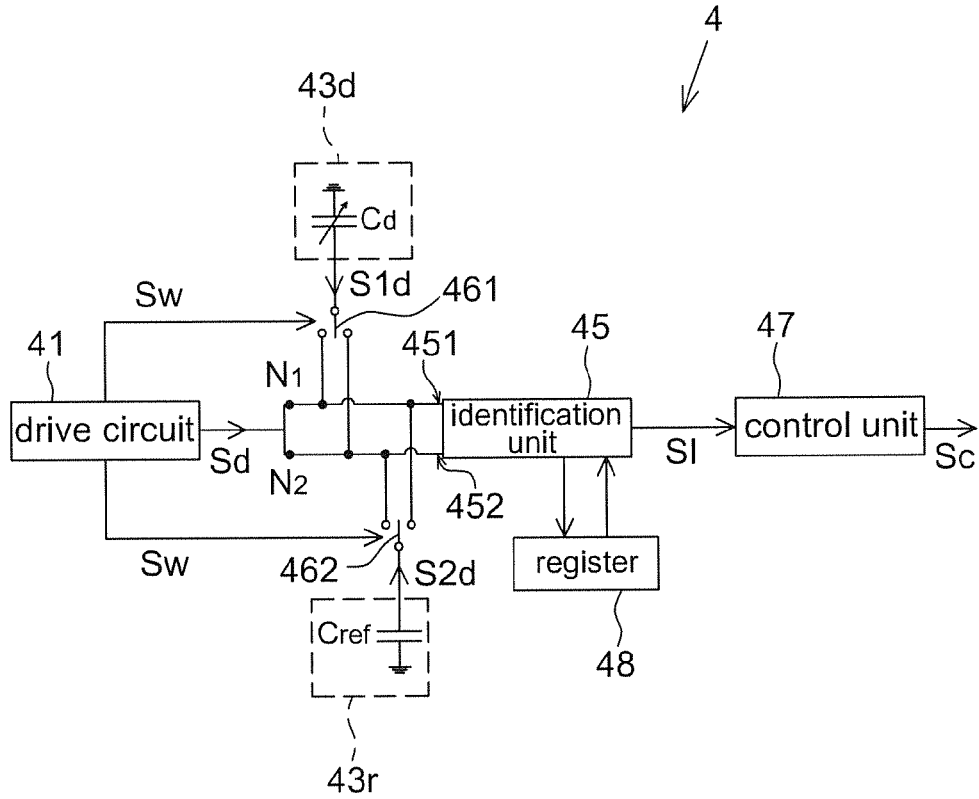 4
43d
Cd
S1d
Sw
461
41
N1
451
45
47
drive circuit
Sd
identification
unit
SI
control unit
Sc
N2
452
Sw
462
S2d
register
Cref
48
43r